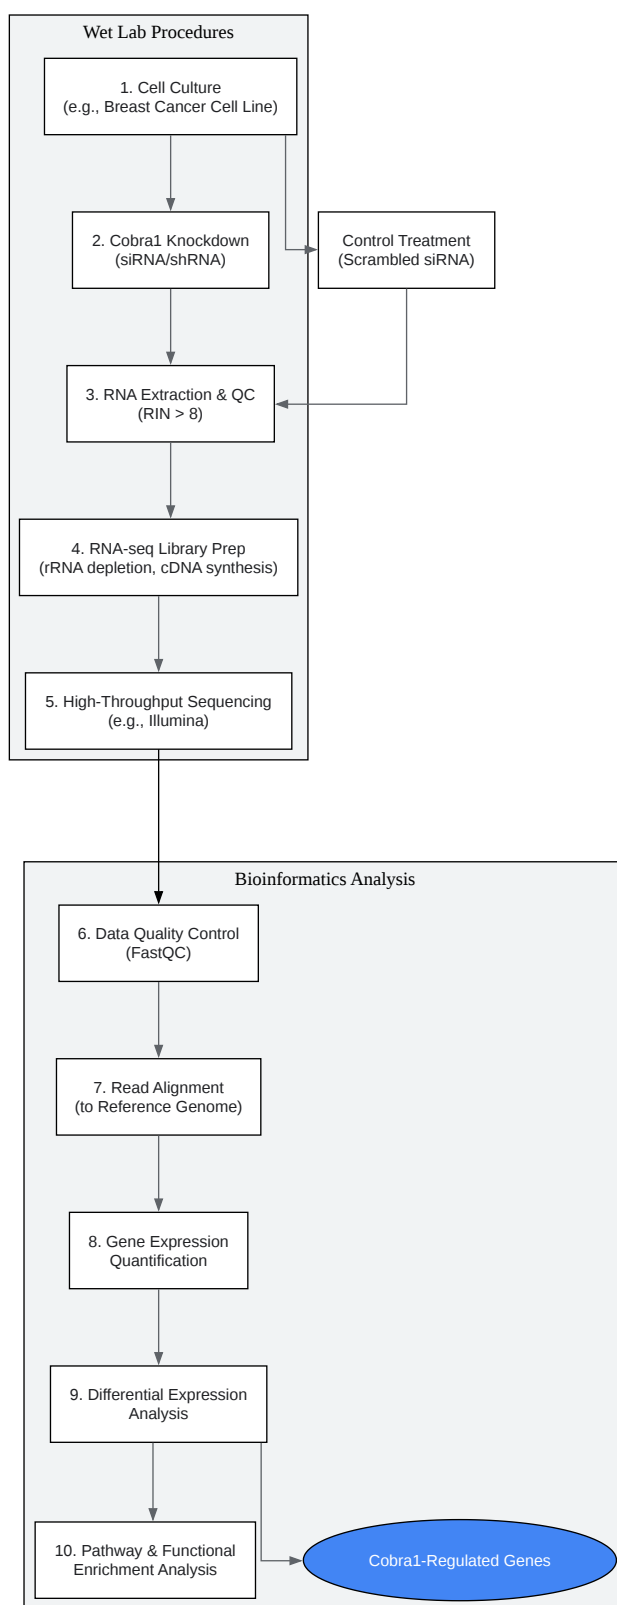 Wet Lab Procedures
1. Cell Culture
(e.g., Breast Cancer Cell Line)
2. Cobra1 Knockdown
(siRNA/shRNA)
Control Treatment
(Scrambled siRNA)
3. RNA Extraction & QC
(RIN > 8)
4. RNA-seq Library Prep
(rRNA depletion, cDNA synthesis)
5. High-Throughput Sequencing
(e.g., Illumina)
Bioinformatics Analysis
6. Data Quality Control
(FastQC)
7. Read Alignment
(to Reference Genome)
8. Gene Expression
Quantification
9. Differential Expression
Analysis
10. Pathway & Functional
Enrichment Analysis
Cobra1-Regulated Genes